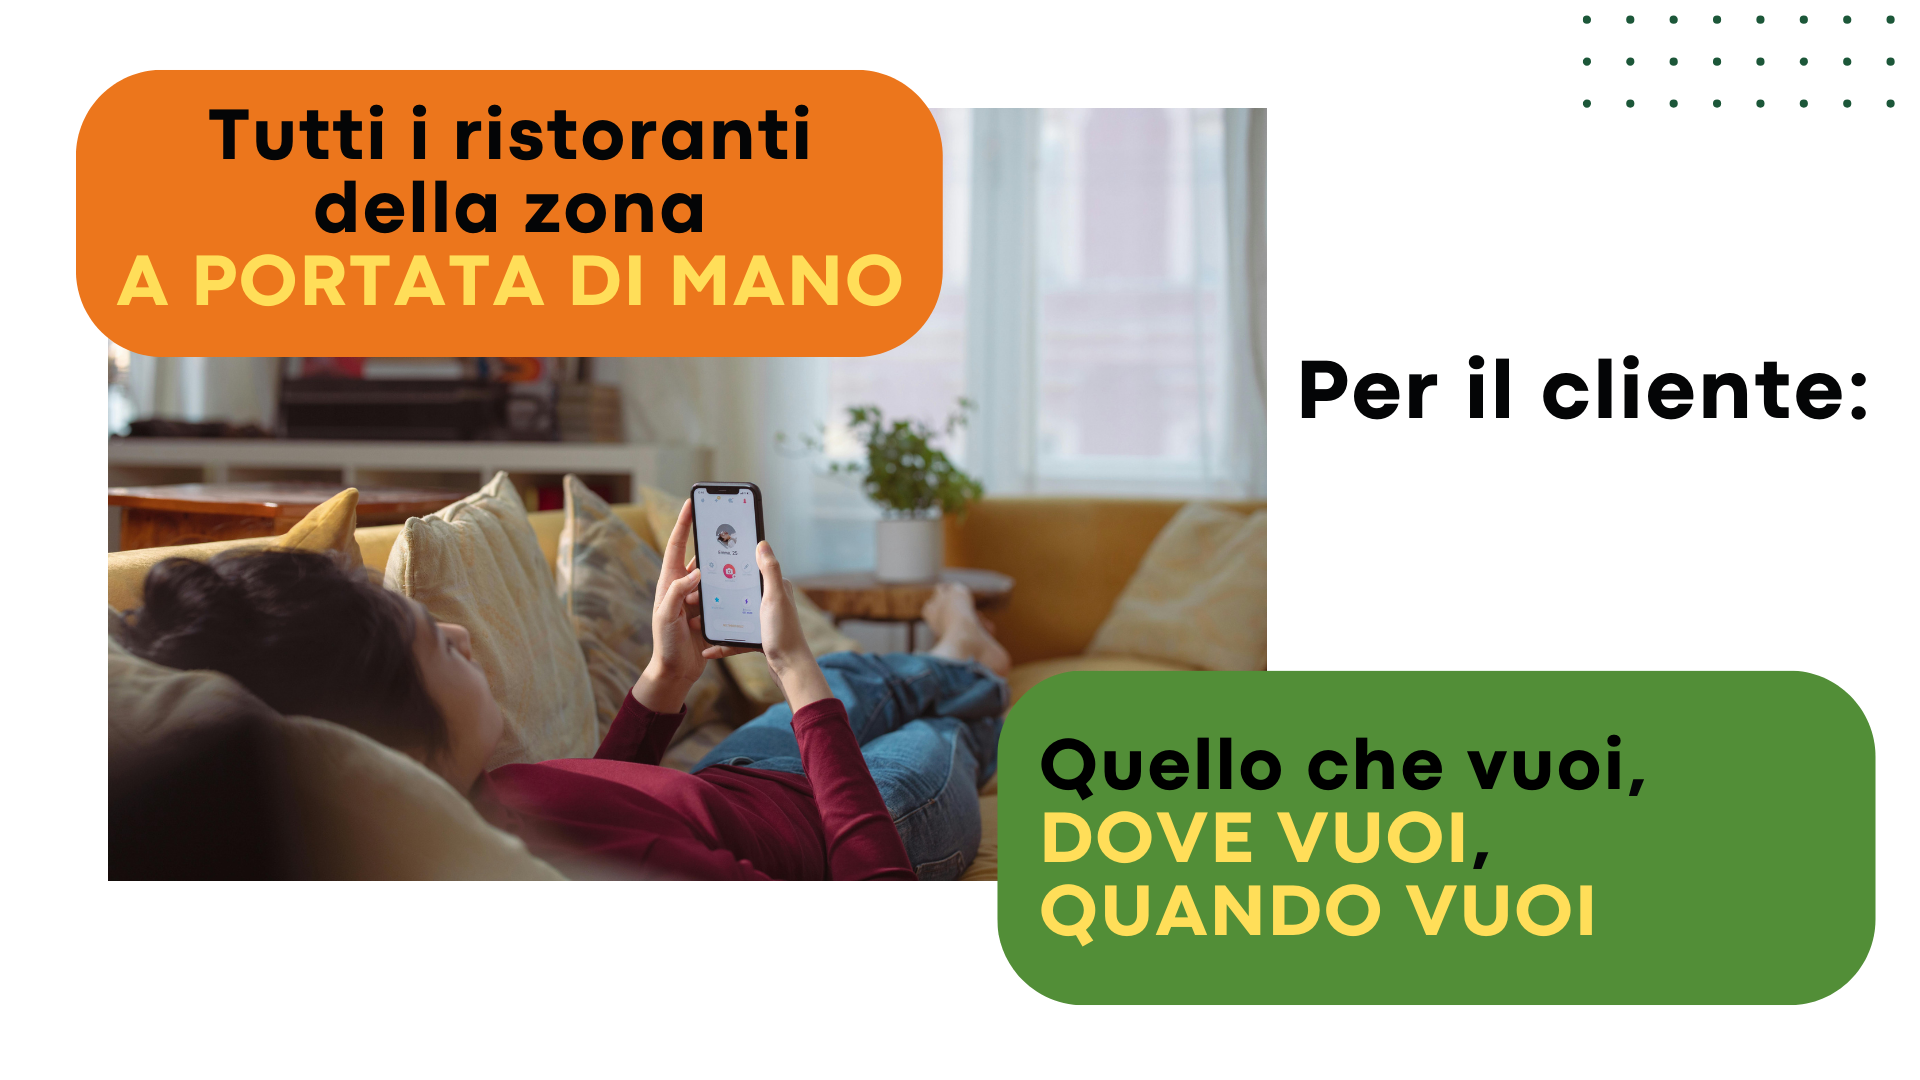 Tutti i ristoranti
della zona
A PORTATA DI MANO
Per il cliente:
Quello che vuoi,
DOVE VUOI,
QUANDO VUOI